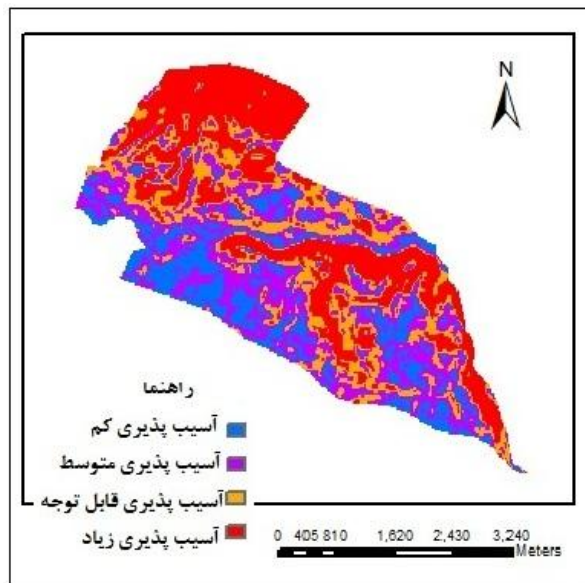 N
راهنما
آسیب پذیری کم
آسیب پذیری متوسط
آسیب پذیری قابل توجه
آسیب پذیری زیاد
0 405 810 1,620 2,430 3,240
Meters